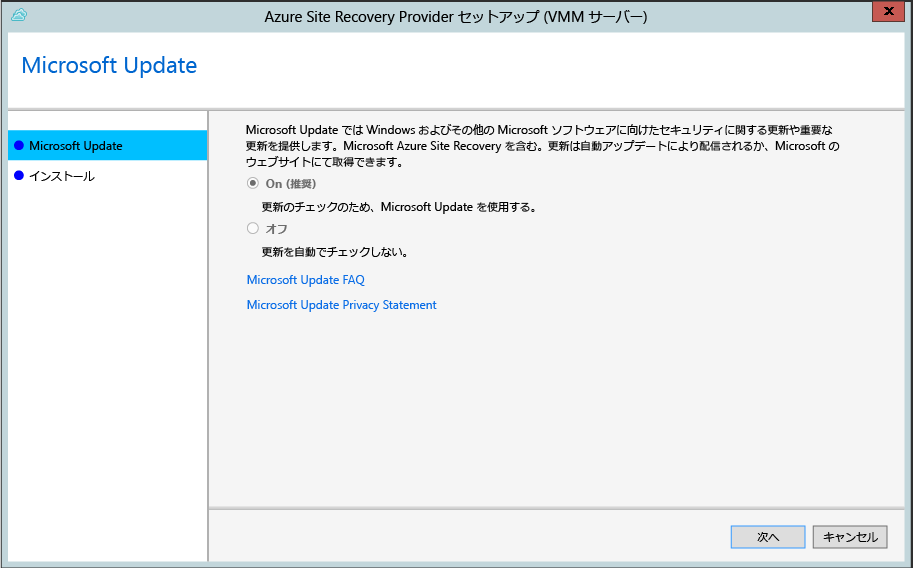 Azure Site Recovery Provider セットアップ (VMM サーバー)
Microsoft Update
Microsoft Update
インストール
Microsoft Update では Windows およびその他の Microsoft ソフトウェアに向けたセキュリティに関する更新や重要な
更新を提供します。Microsoft Azure Site Recovery を含む。更新は自動アップデートにより配信されるか、Microsoft の
ウェブサイトにて取得できます。
On (推奨)
更新のチェックのため、Microsoft Update を使用する。
オフ
更新を自動でチェックしない。
Microsoft Update FAQ
Microsoft Update Privacy Statement
次へ
キャンセル